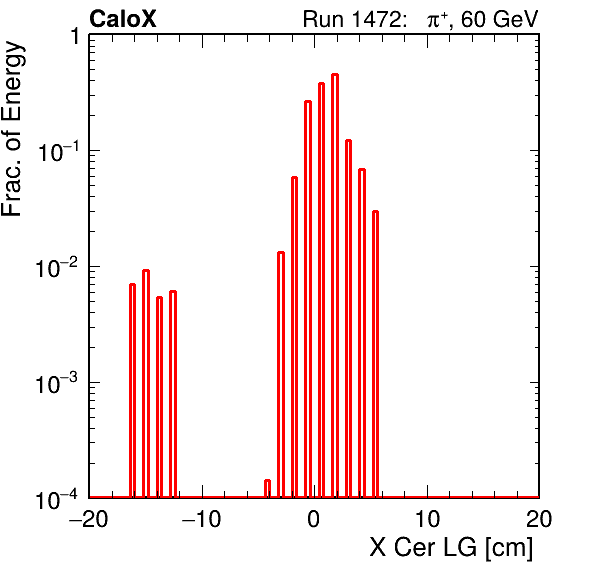 CaloX Run 1472: π⁺, 60 GeV
Frac. of Energy
1
10⁻¹
10⁻²
10⁻³
10⁻⁴
−20 −10 0 10 20
X Cer LG [cm]